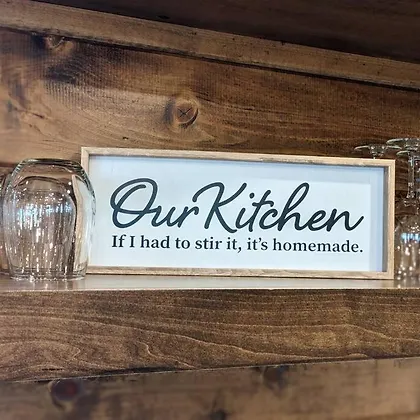 Our Kitchen
If I had to stir it, it's homemade.